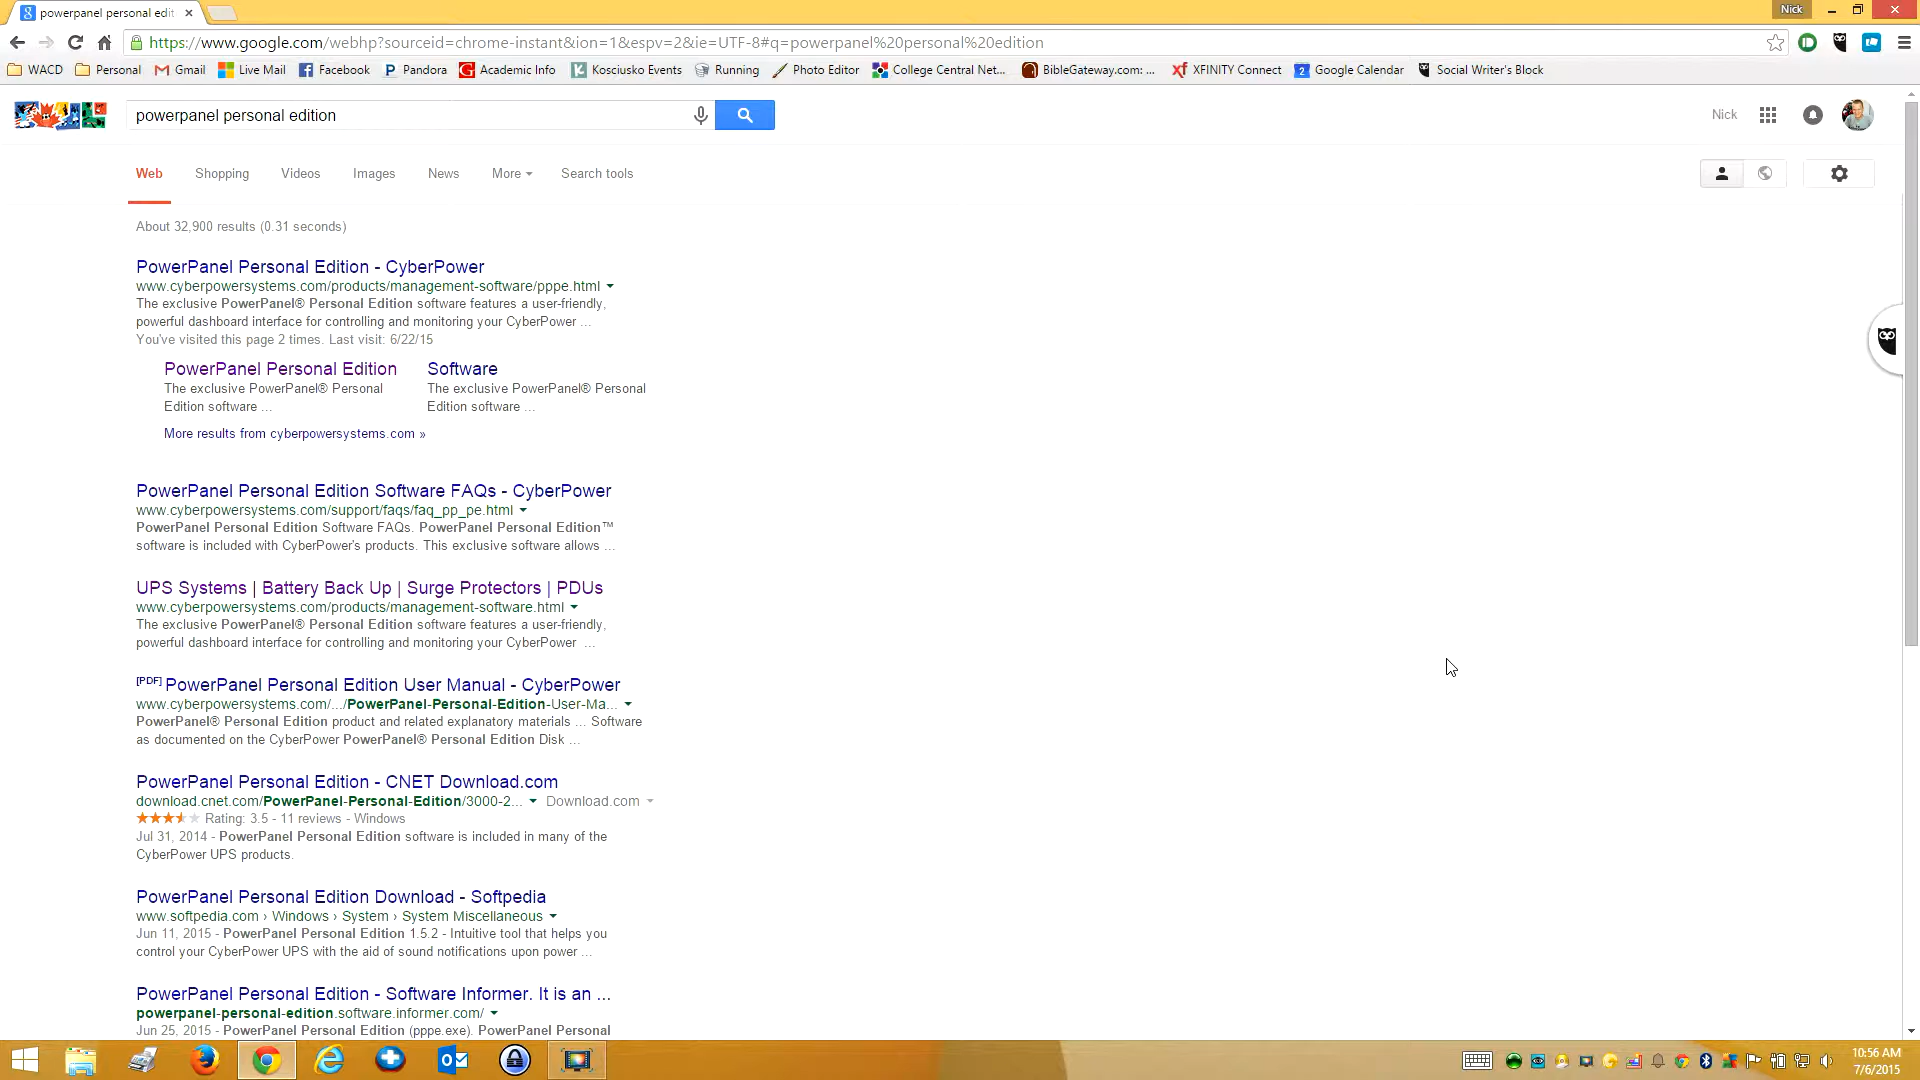 powerpanel personal edit
Nick
https://www.google.com/webhp?sourceid=chrome-instant&ion=1&espv=2&ie=UTF-8#q=powerpanel%20personal%20edition
WACD Personal Gmail Live Mail Facebook Pandora Academic Info Kosciusko Events Running Photo Editor College Central Net... BibleGateway.com: ... XFINITY Connect Google Calendar Social Writer's Block
powerpanel personal edition
Nick
Web Shopping Videos Images News More Search tools
About 32,900 results (0.31 seconds)
PowerPanel Personal Edition - CyberPower
www.cyberpowersystems.com/products/management-software/pppe.html
The exclusive PowerPanel® Personal Edition software features a user-friendly,
powerful dashboard interface for controlling and monitoring your CyberPower ...
You've visited this page 2 times. Last visit: 6/22/15
PowerPanel Personal Edition Software
The exclusive PowerPanel® Personal The exclusive PowerPanel® Personal
Edition software ... Edition software ...
More results from cyberpowersystems.com »
PowerPanel Personal Edition Software FAQs - CyberPower
www.cyberpowersystems.com/support/faqs/faq_pp_pe.html
PowerPanel Personal Edition Software FAQs. PowerPanel Personal Edition™
software is included with CyberPower's products. This exclusive software allows ...
UPS Systems | Battery Back Up | Surge Protectors | PDUs
www.cyberpowersystems.com/products/management-software.html
The exclusive PowerPanel® Personal Edition software features a user-friendly,
powerful dashboard interface for controlling and monitoring your CyberPower ...
[PDF] PowerPanel Personal Edition User Manual - CyberPower
www.cyberpowersystems.com/.../PowerPanel-Personal-Edition-User-Ma...
PowerPanel® Personal Edition product and related explanatory materials ... Software
as documented on the CyberPower PowerPanel® Personal Edition Disk ...
PowerPanel Personal Edition - CNET Download.com
download.cnet.com/PowerPanel-Personal-Edition/3000-2... Download.com
Rating: 3.5 - 11 reviews - Windows
Jul 31, 2014 - PowerPanel Personal Edition software is included in many of the
CyberPower UPS products.
PowerPanel Personal Edition Download - Softpedia
www.softpedia.com › Windows › System › System Miscellaneous
Jun 11, 2015 - PowerPanel Personal Edition 1.5.2 - Intuitive tool that helps you
control your CyberPower UPS with the aid of sound notifications upon power ...
PowerPanel Personal Edition - Software Informer. It is an ...
powerpanel-personal-edition.software.informer.com/
Jun 25, 2015 - PowerPanel Personal Edition (pppe.exe). PowerPanel Personal
10:56 AM
7/6/2015